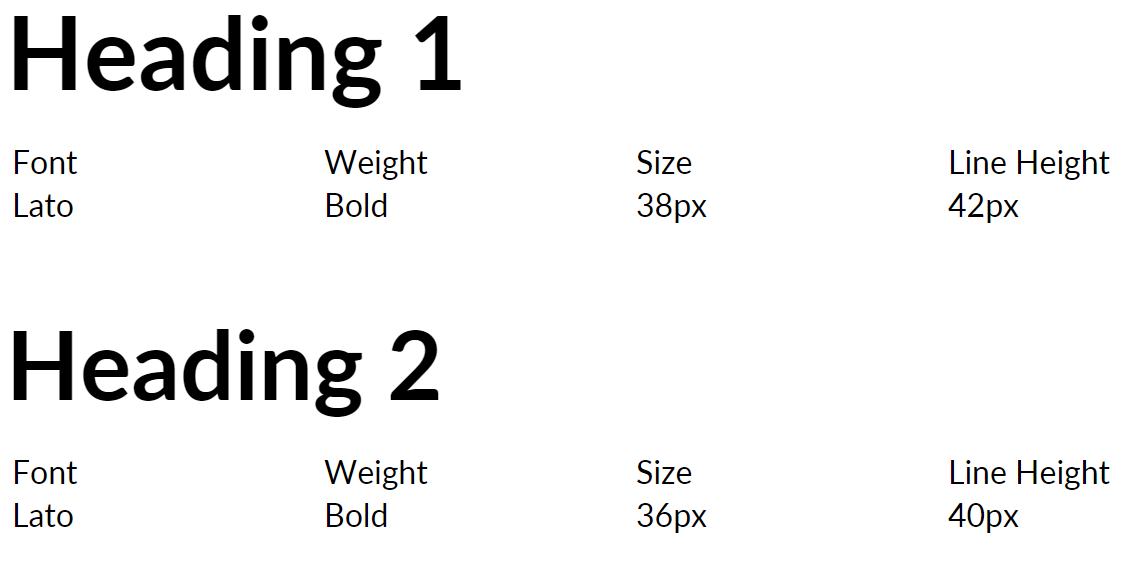 Heading 1
Font Weight Size Line Height
Lato Bold 38px 42px
Heading 2
Font Weight Size Line Height
Lato Bold 36px 40px